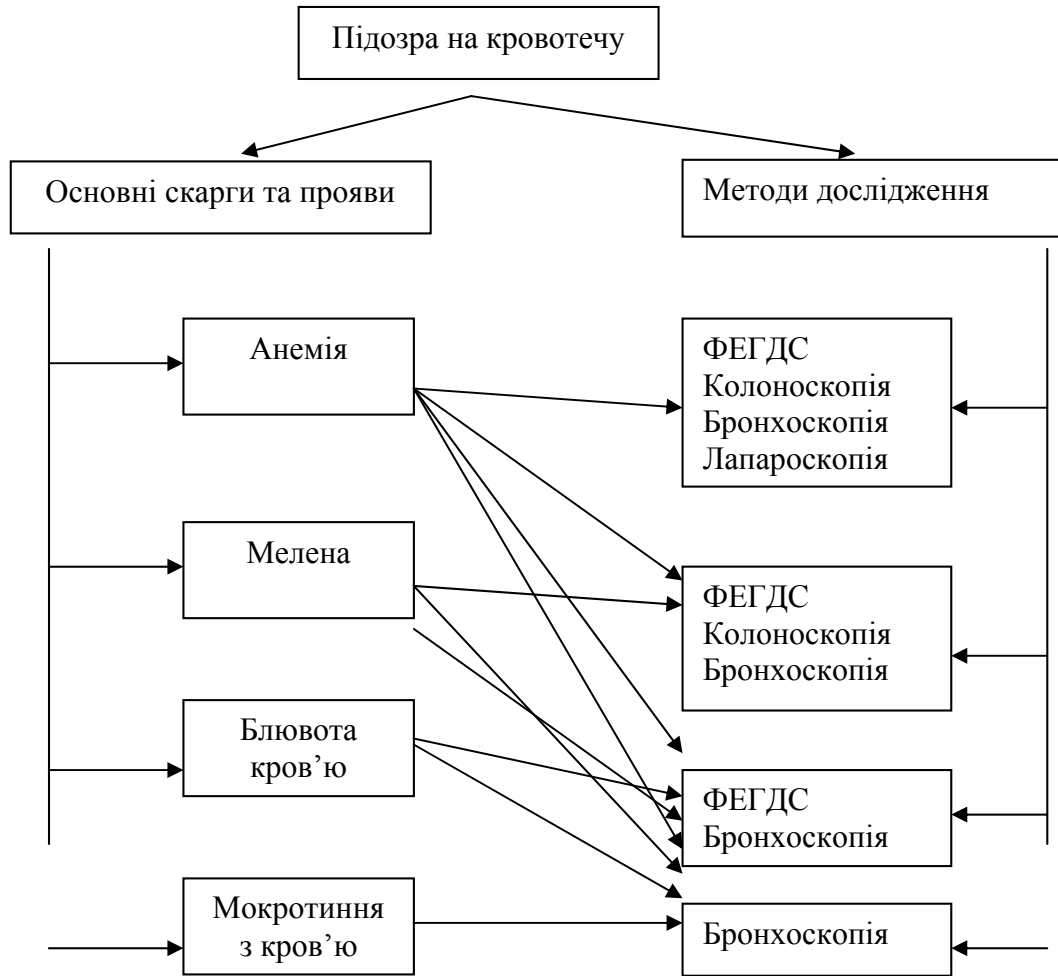 Підозра на кровотечу
Основні скарги та прояви
Методи дослідження
Анемія
ФЕГДС
Колоноскопія
Бронхоскопія
Лапароскопія
Мелена
ФЕГДС
Колоноскопія
Бронхоскопія
Блювота
кров’ю
ФЕГДС
Бронхоскопія
Мокротиння
з кров’ю
Бронхоскопія